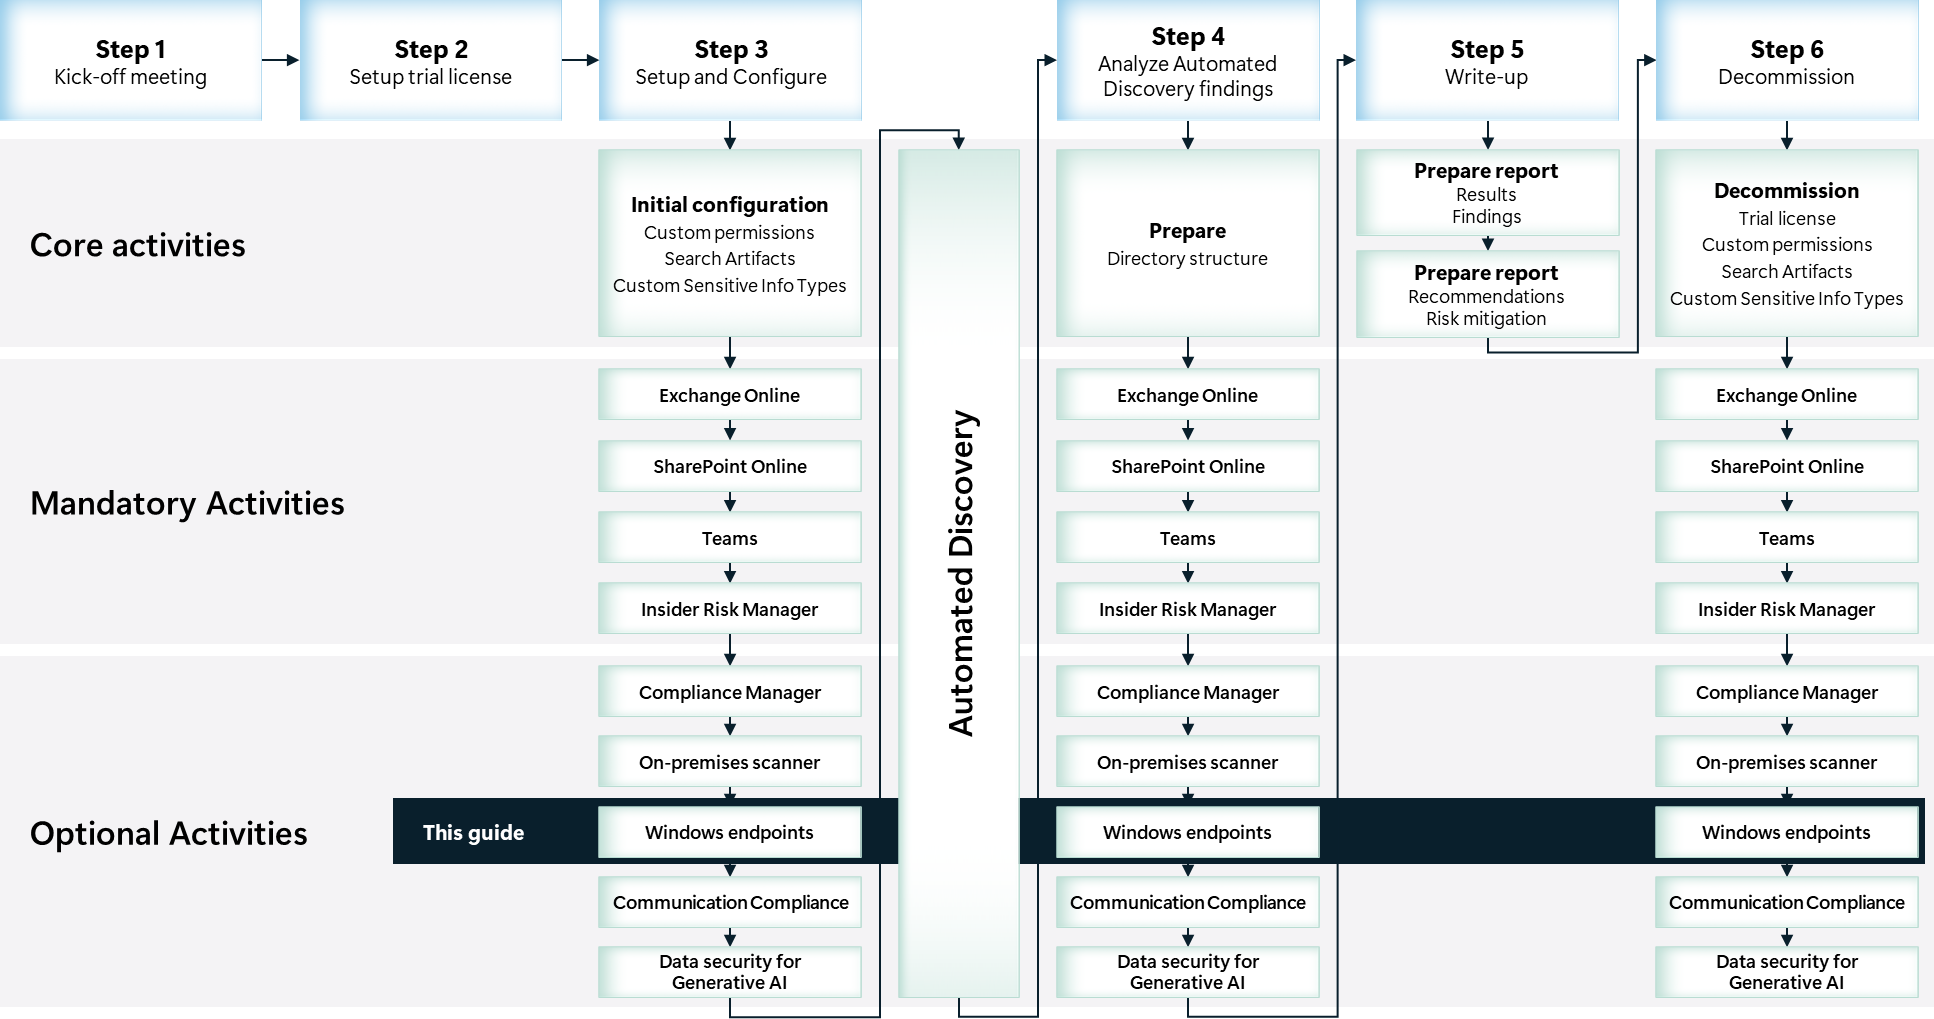 Step 1
Kick-off meeting
Step 2
Setup trial license
Step 3
Setup and Configure
Step 4
Analyze Automated
Discovery findings
Step 5
Write-up
Step 6
Decommission
Core activities
Initial configuration
Custom permissions
Search Artifacts
Custom Sensitive Info Types
Prepare
Directory structure
Prepare report
Results
Findings
Prepare report
Recommendations
Risk mitigation
Decommission
Trial license
Custom permissions
Search Artifacts
Custom Sensitive Info Types
Automated Discovery
Mandatory Activities
Exchange Online
SharePoint Online
Teams
Insider Risk Manager
Exchange Online
SharePoint Online
Teams
Insider Risk Manager
Exchange Online
SharePoint Online
Teams
Insider Risk Manager
Optional Activities
This guide
Compliance Manager
On-premises scanner
Windows endpoints
Communication Compliance
Data security for
Generative AI
Compliance Manager
On-premises scanner
Windows endpoints
Communication Compliance
Data security for
Generative AI
Compliance Manager
On-premises scanner
Windows endpoints
Communication Compliance
Data security for
Generative AI